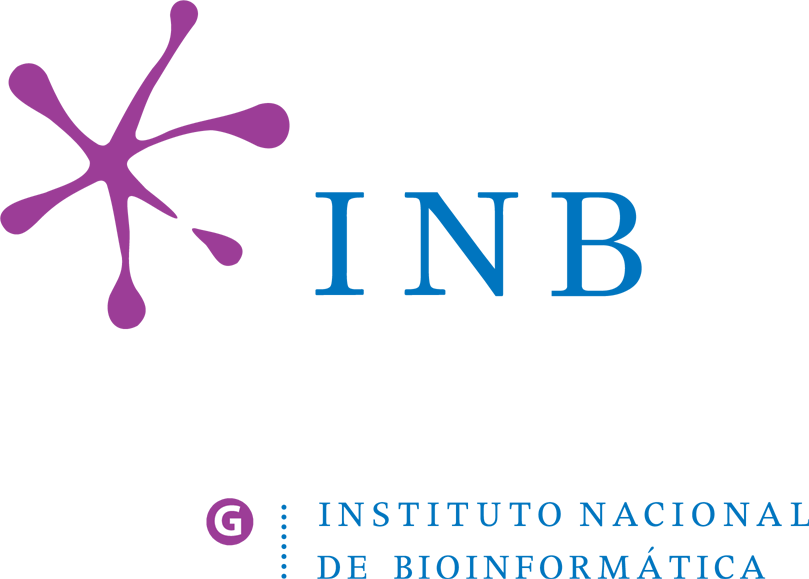 INB
G
INSTITUTO NACIONAL
DE BIOINFORMÁTICA